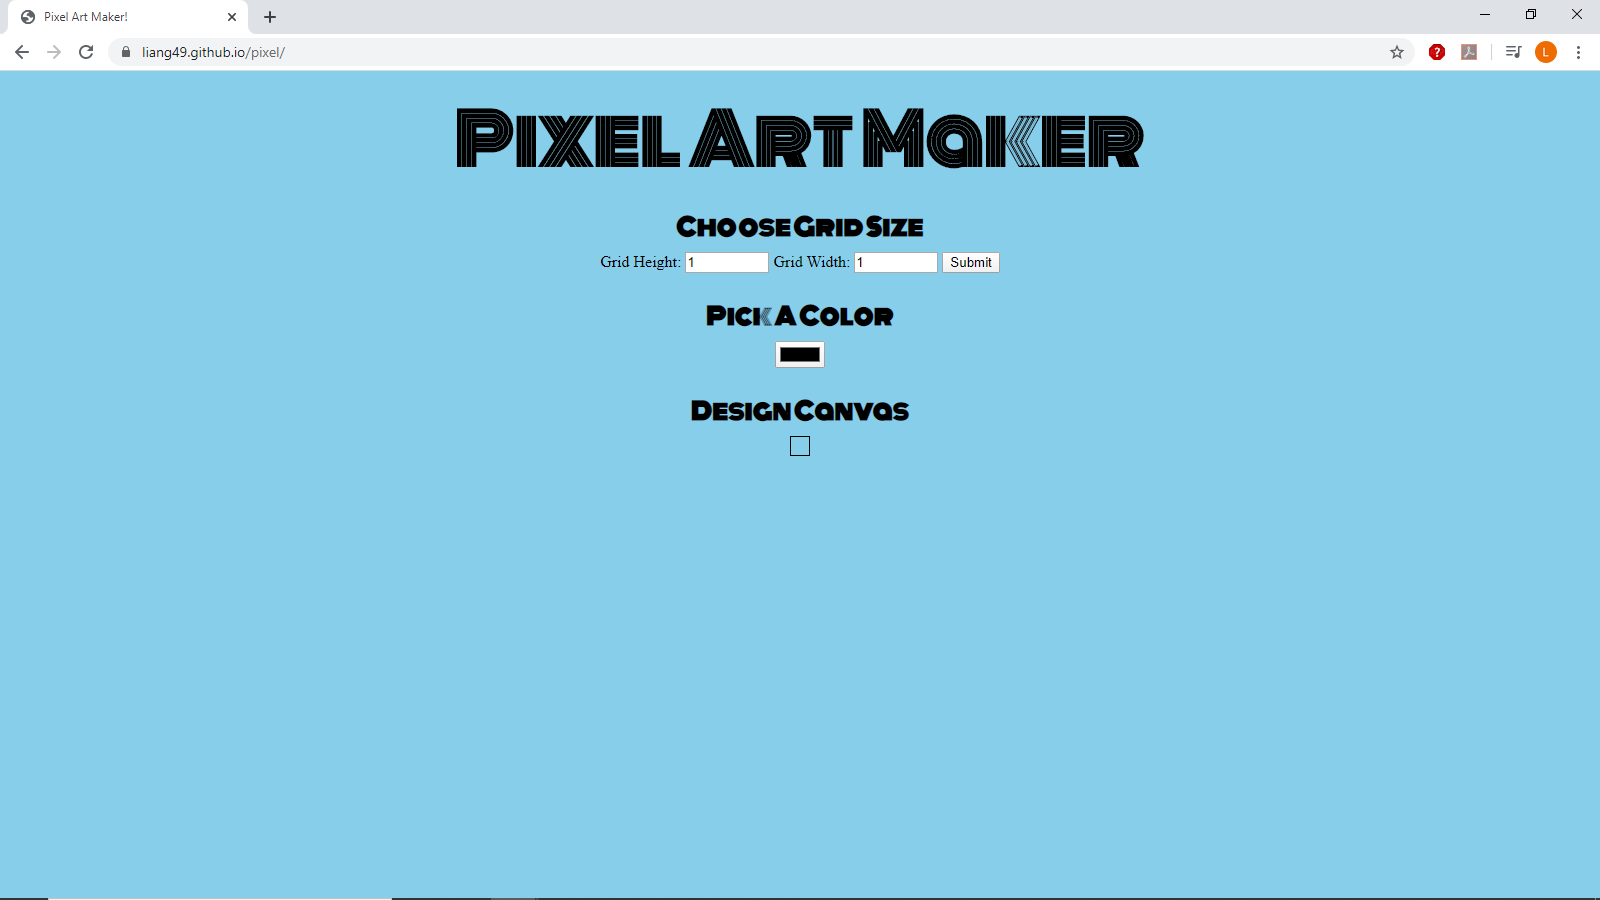 Pixel Art Maker!
liang49.github.io/pixel/
L
Pixel Art Maker
Choose Grid Size
Grid Height: 1 Grid Width: 1 Submit
Pick A Color
Design Canvas